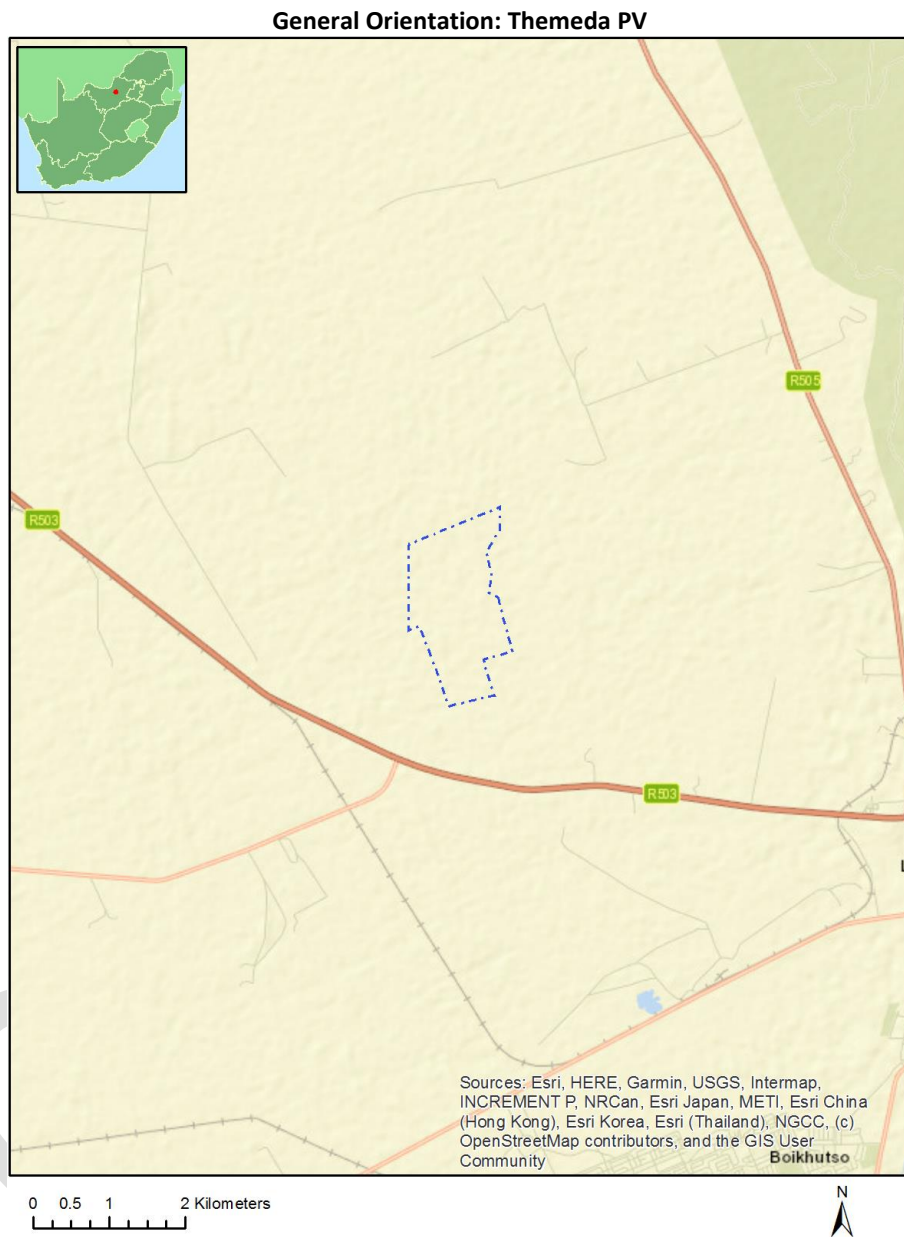 General Orientation: Themeda PV
R505
R503
R503
L
Sources: Esri, HERE, Garmin, USGS, Intermap,
INCREMENT P, NRCan, Esri Japan, METI, Esri China
(Hong Kong), Esri Korea, Esri (Thailand), NGCC, (c)
OpenStreetMap contributors, and the GIS User
Community
Boikhutso
0 0.5 1 2 Kilometers
N